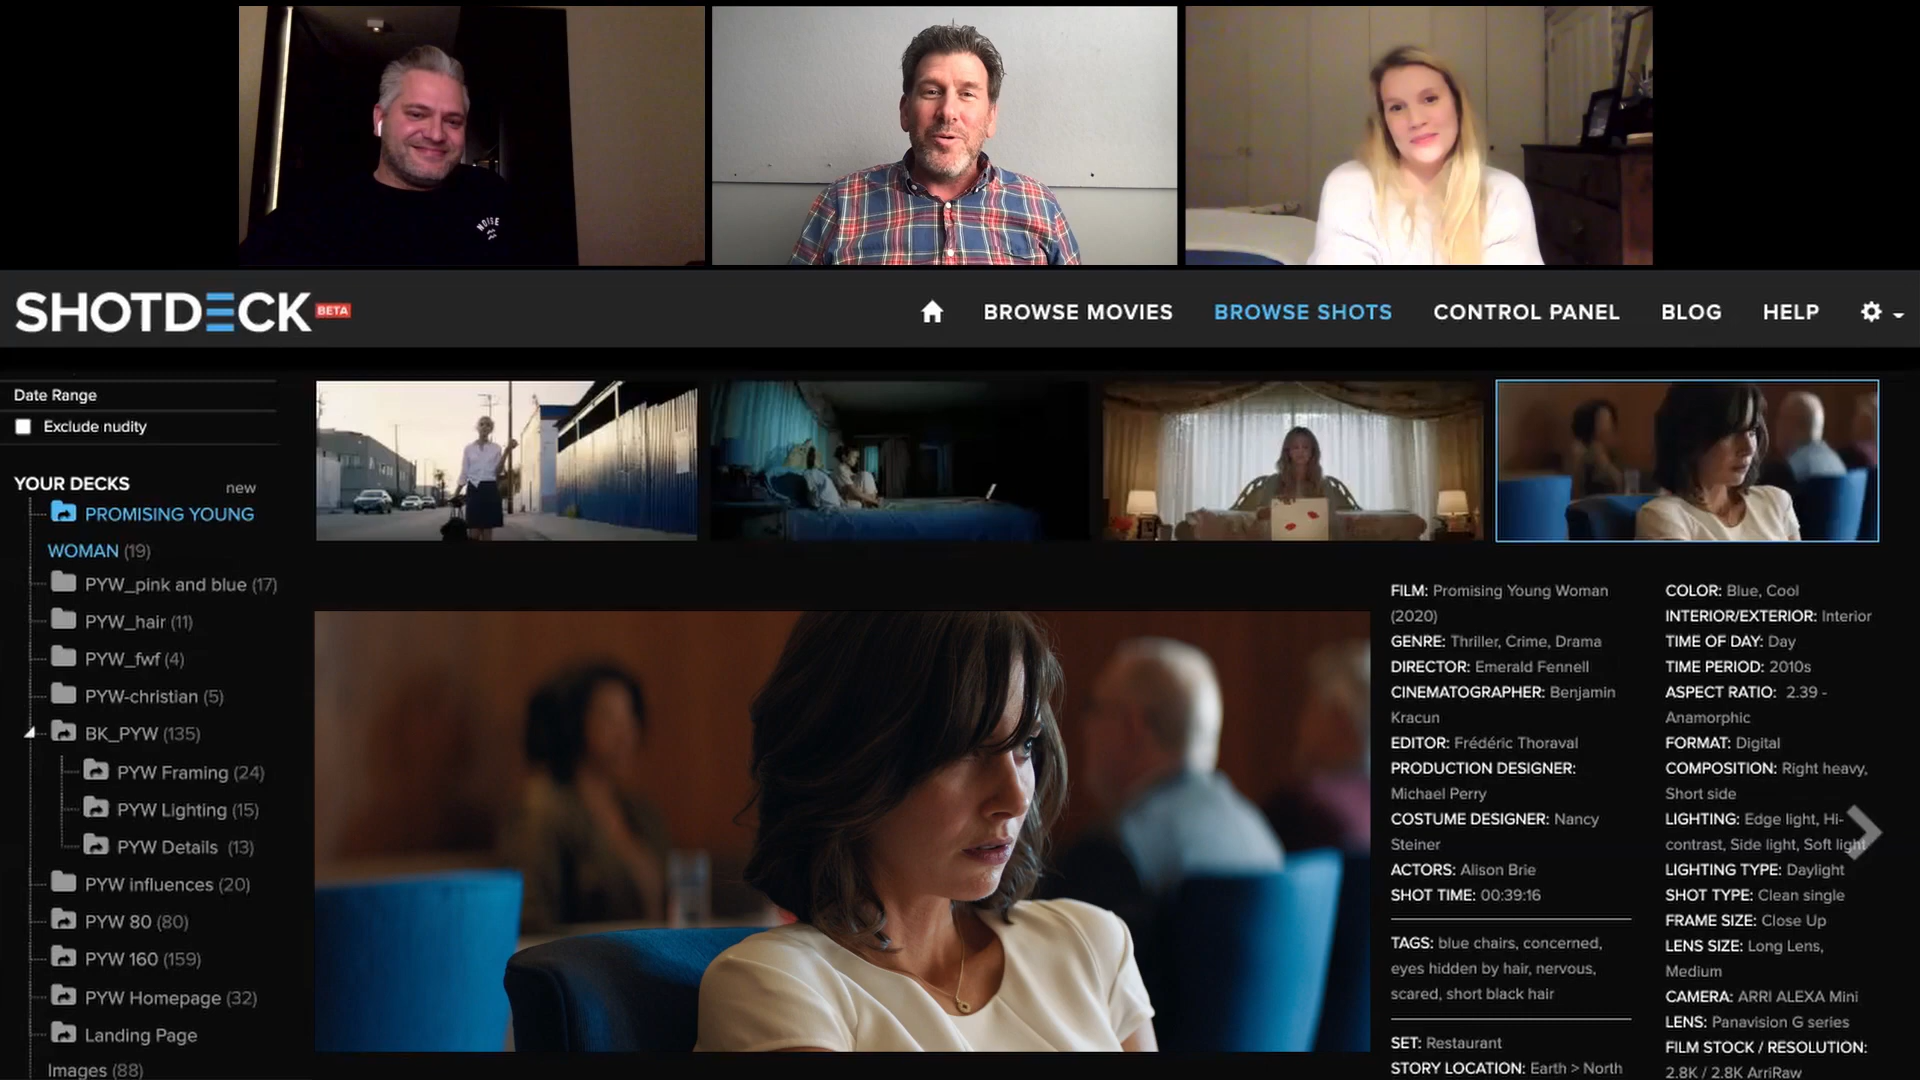 NOISE
SHOTDECK BETA
BROWSE MOVIES BROWSE SHOTS CONTROL PANEL BLOG HELP
Date Range
Exclude nudity
YOUR DECKS new
PROMISING YOUNG
WOMAN (19)
PYW_pink and blue (17)
PYW_hair (11)
PYW_fwf (4)
PYW-christian (5)
BK_PYW (135)
PYW Framing (24)
PYW Lighting (15)
PYW Details (13)
PYW influences (20)
PYW 80 (80)
PYW 160 (159)
PYW Homepage (32)
Landing Page
Images (88)
FILM: Promising Young Woman
(2020)
GENRE: Thriller, Crime, Drama
DIRECTOR: Emerald Fennell
CINEMATOGRAPHER: Benjamin
Kracun
EDITOR: Frédéric Thoraval
PRODUCTION DESIGNER:
Michael Perry
COSTUME DESIGNER: Nancy
Steiner
ACTORS: Alison Brie
SHOT TIME: 00:39:16
TAGS: blue chairs, concerned,
eyes hidden by hair, nervous,
scared, short black hair
SET: Restaurant
STORY LOCATION: Earth > North
COLOR: Blue, Cool
INTERIOR/EXTERIOR: Interior
TIME OF DAY: Day
TIME PERIOD: 2010s
ASPECT RATIO: 2.39 -
Anamorphic
FORMAT: Digital
COMPOSITION: Right heavy,
Short side
LIGHTING: Edge light, Hi-
contrast, Side light, Soft light
LIGHTING TYPE: Daylight
SHOT TYPE: Clean single
FRAME SIZE: Close Up
LENS SIZE: Long Lens,
Medium
CAMERA: ARRI ALEXA Mini
LENS: Panavision G series
FILM STOCK / RESOLUTION:
2.8K / 2.8K ArriRaw